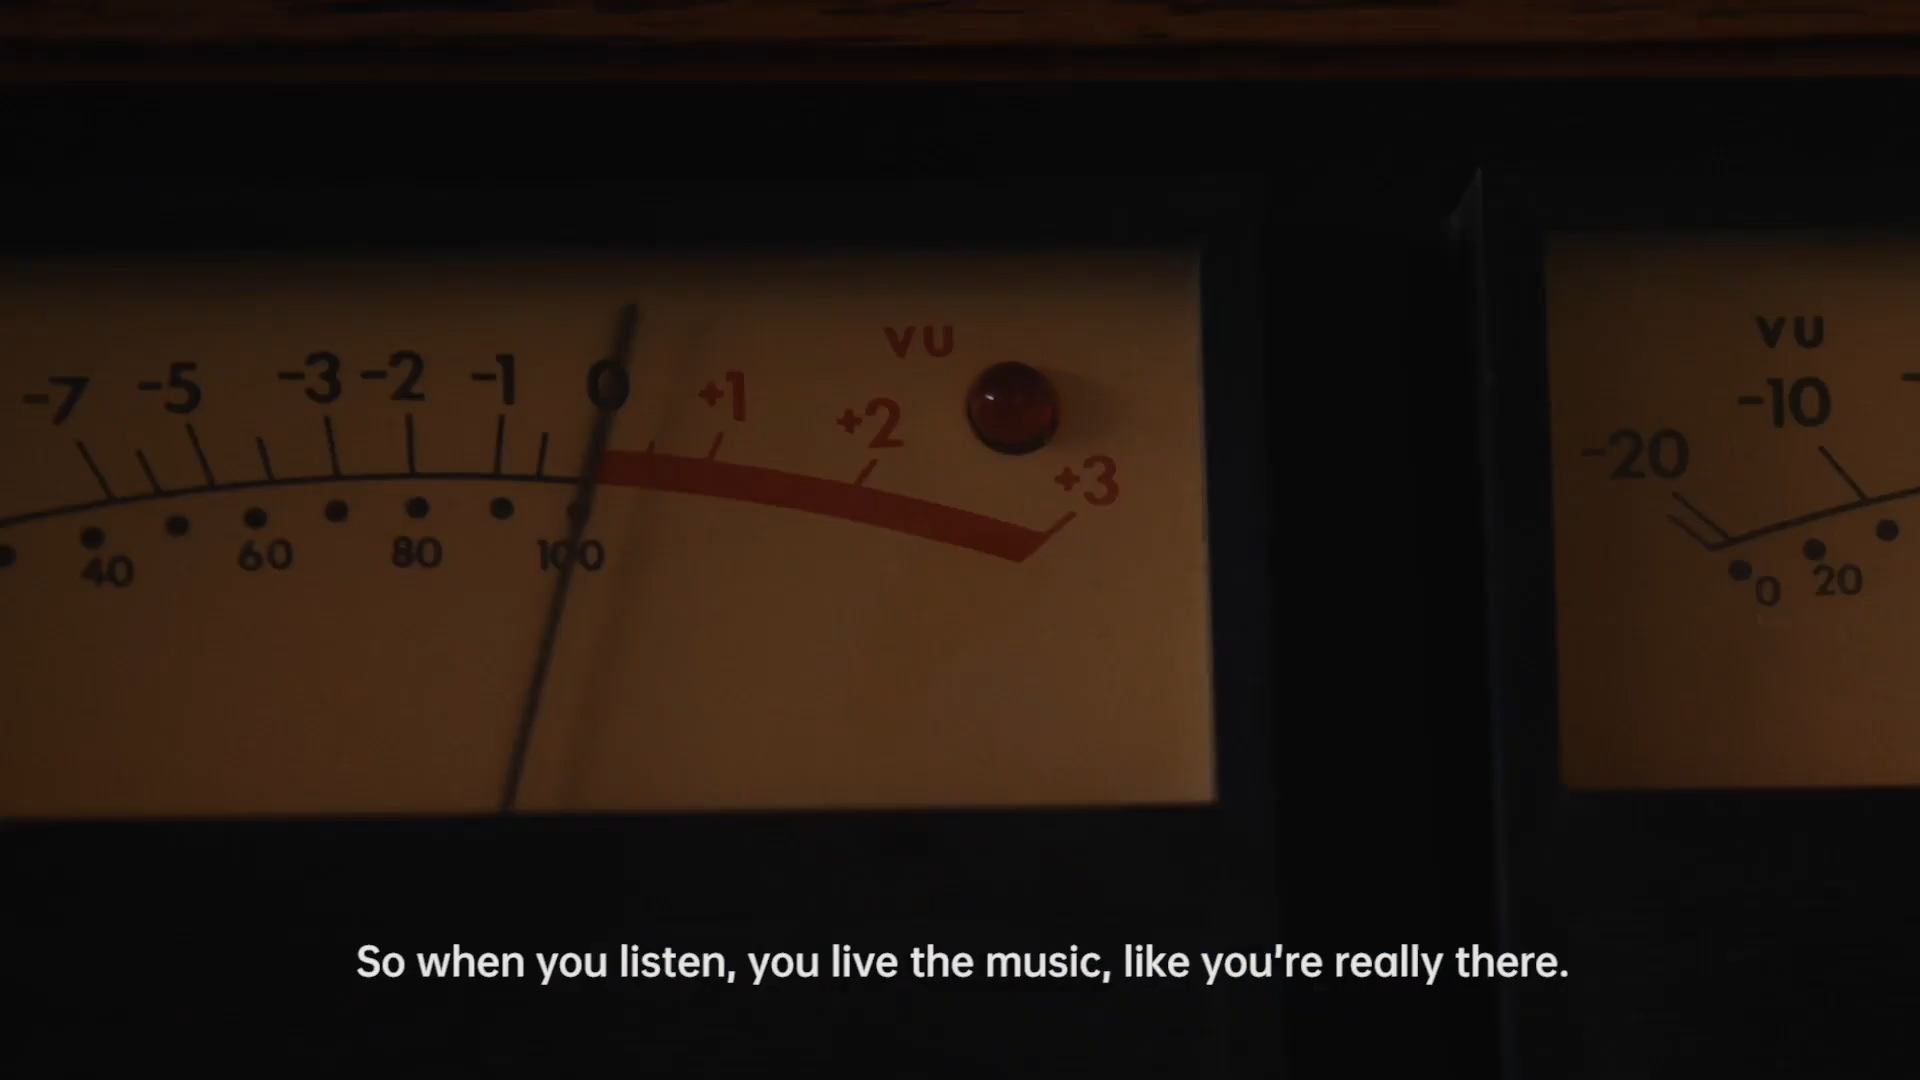 vu
-7 -5 -3 -2 -1 0 +1 +2 +3
40 60 80 100
vu
-20 -10
0 20
So when you listen, you live the music, like you're really there.